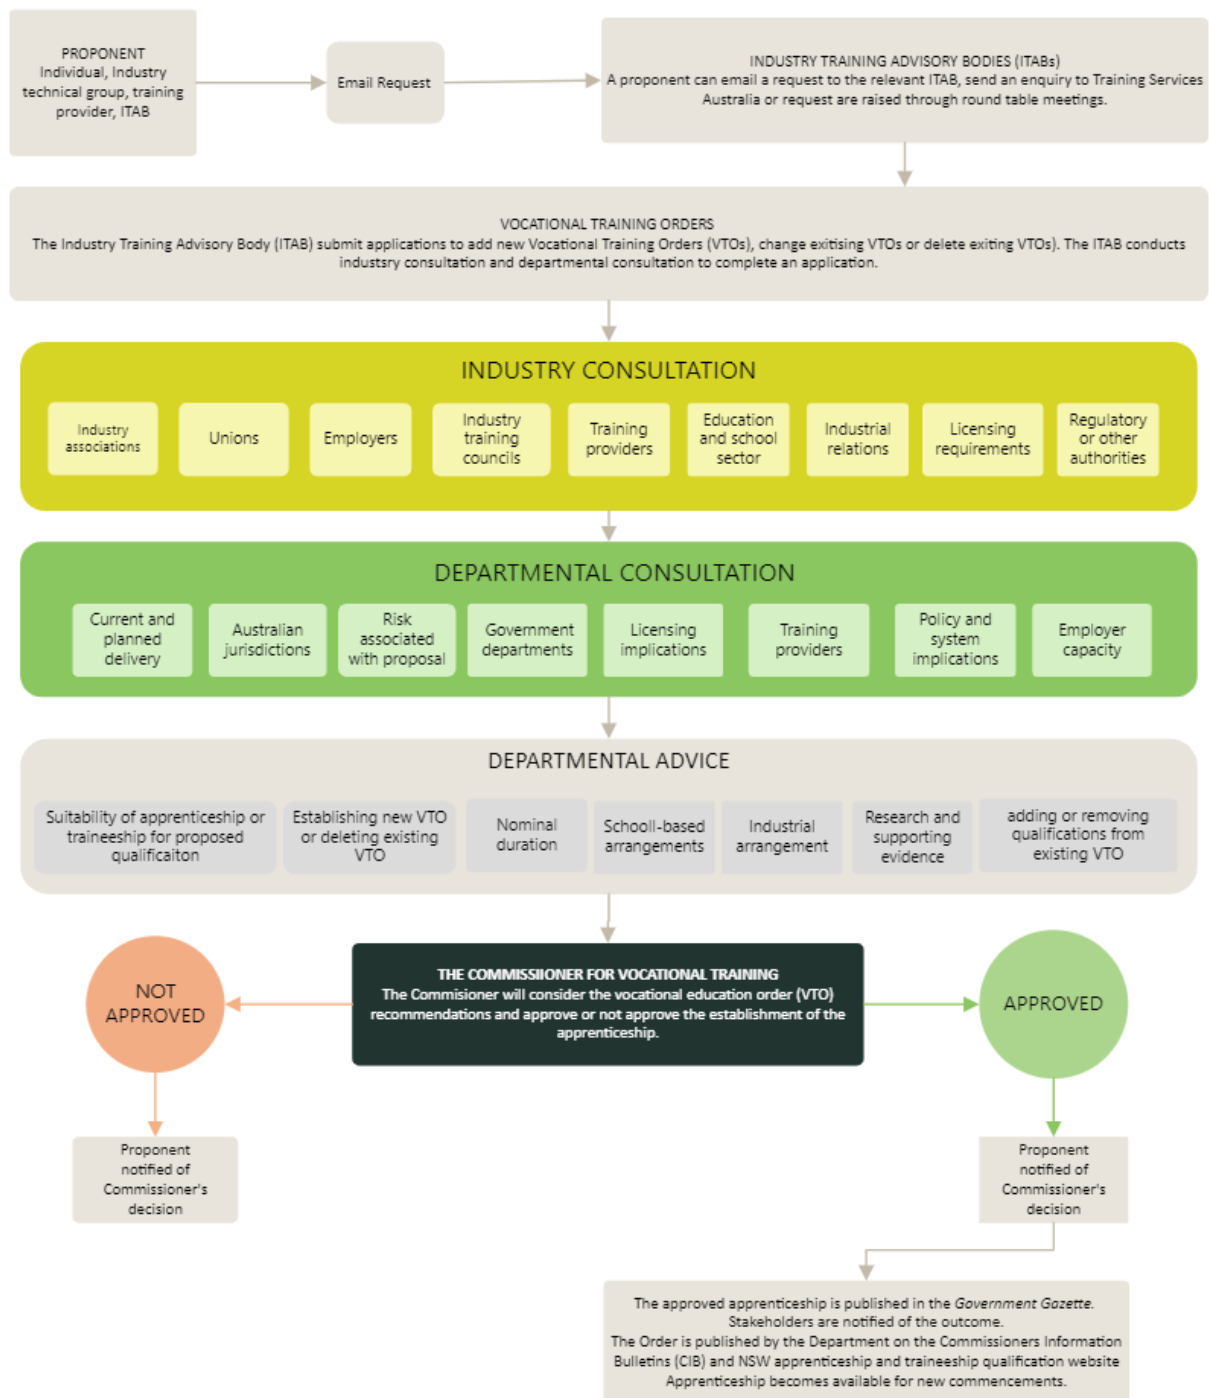 PROPONENT
Individual, Industry
technical group, training
provider, ITAB
Email Request
INDUSTRY TRAINING ADVISORY BODIES (ITABs)
A proponent can email a request to the relevant ITAB, send an enquiry to Training Services
Australia or request are raised through round table meetings.
VOCATIONAL TRAINING ORDERS
The Industry Training Advisory Body (ITAB) submit applications to add new Vocational Training Orders (VTOs), change exitising VTOs or delete exiting VTOs). The ITAB conducts
industsry consultation and departmental consultation to complete an application.
INDUSTRY CONSULTATION
Industry
associations
Unions
Employers
Industry
training
councils
Training
providers
Education
and school
sector
Industrial
relations
Licensing
requirements
Regulatory
or other
authorities
DEPARTMENTAL CONSULTATION
Current and
planned
delivery
Australian
jurisdictions
Risk
associated
with proposal
Government
departments
Licensing
implications
Training
providers
Policy and
system
implications
Employer
capacity
DEPARTMENTAL ADVICE
Suitability of apprenticeship or
traineeship for proposed
qualificaiton
Establishing new VTO
or deleting existing
VTO
Nominal
duration
Schooll-based
arrangements
Industrial
arrangement
Research and
supporting
evidence
adding or removing
qualifications from
existing VTO
THE COMMISSIONER FOR VOCATIONAL TRAINING
The Commisioner will consider the vocational education order (VTO)
recommendations and approve or not approve the establishment of the
apprenticeship.
NOT
APPROVED
APPROVED
Proponent
notified of
Commissioner's
decision
Proponent
notified of
Commissioner's
decision
The approved apprenticeship is published in the Government Gazette.
Stakeholders are notified of the outcome.
The Order is published by the Department on the Commissioners Information
Bulletins (CIB) and NSW apprenticeship and traineeship qualification website
Apprenticeship becomes available for new commencements.